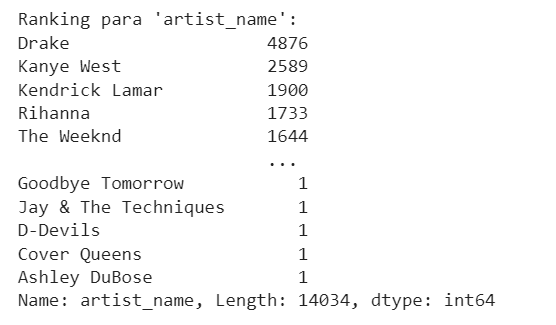 Ranking para 'artist_name':
Drake 4876
Kanye West 2589
Kendrick Lamar 1900
Rihanna 1733
The Weeknd 1644
...
Goodbye Tomorrow 1
Jay & The Techniques 1
D-Devils 1
Cover Queens 1
Ashley DuBose 1
Name: artist_name, Length: 14034, dtype: int64